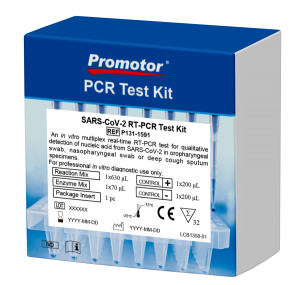 Promotor®
PCR Test Kit
SARS-CoV-2 RT-PCR Test Kit
REF P131-1591
An in vitro multiplex real-time RT-PCR test for qualitative
detection of nucleic acid from SARS-CoV-2 in oropharyngeal
swab, nasopharyngeal swab or deep cough sputum
specimens.
For professional in vitro diagnostic use only.
Reaction Mix 1x630 µL CONTROL + 1x200 µL
Enzyme Mix 1x70 µL CONTROL - 1x200 µL
Package Insert 1 pc
LOT XXXXXX
YYYY-MM-DD
YYYY-MM-DD
32
IVD
LCB1358-01